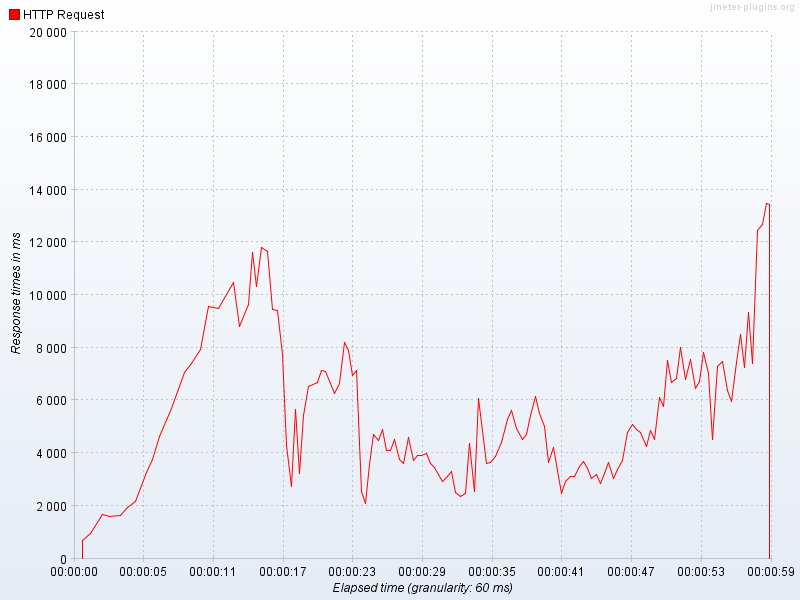 jmeter-plugins.org
HTTP Request
20 000
18 000
16 000
14 000
12 000
10 000
8 000
6 000
4 000
2 000
0
Response times in ms
00:00:00 00:00:05 00:00:11 00:00:17 00:00:23 00:00:29 00:00:35 00:00:41 00:00:47 00:00:53 00:00:59
Elapsed time (granularity: 60 ms)